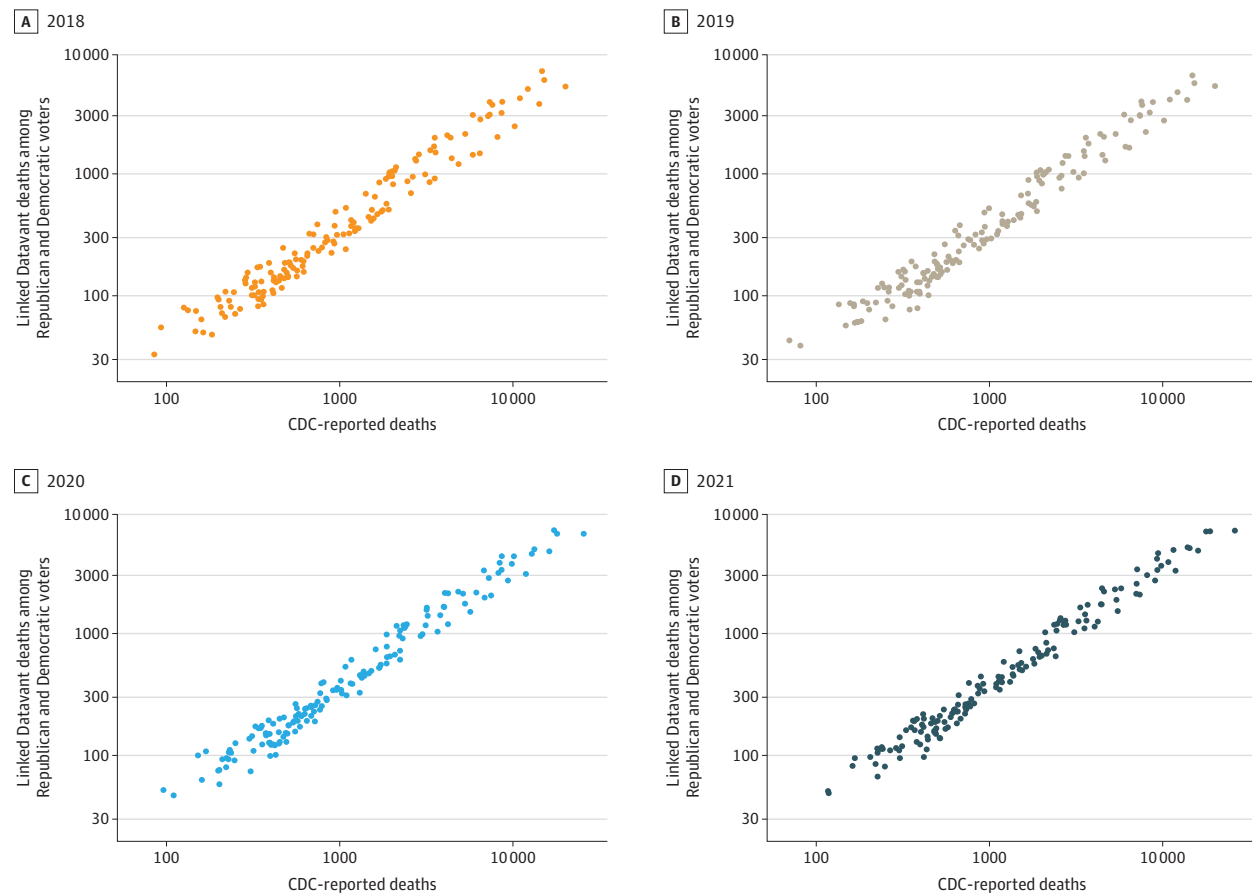 A 2018
10 000
3000
1000
300
100
30
Linked Datavant deaths among
Republican and Democratic voters
100 1000 10 000
CDC-reported deaths
B 2019
10 000
3000
1000
300
100
30
Linked Datavant deaths among
Republican and Democratic voters
100 1000 10 000
CDC-reported deaths
C 2020
10 000
3000
1000
300
100
30
Linked Datavant deaths among
Republican and Democratic voters
100 1000 10 000
CDC-reported deaths
D 2021
10 000
3000
1000
300
100
30
Linked Datavant deaths among
Republican and Democratic voters
100 1000 10 000
CDC-reported deaths